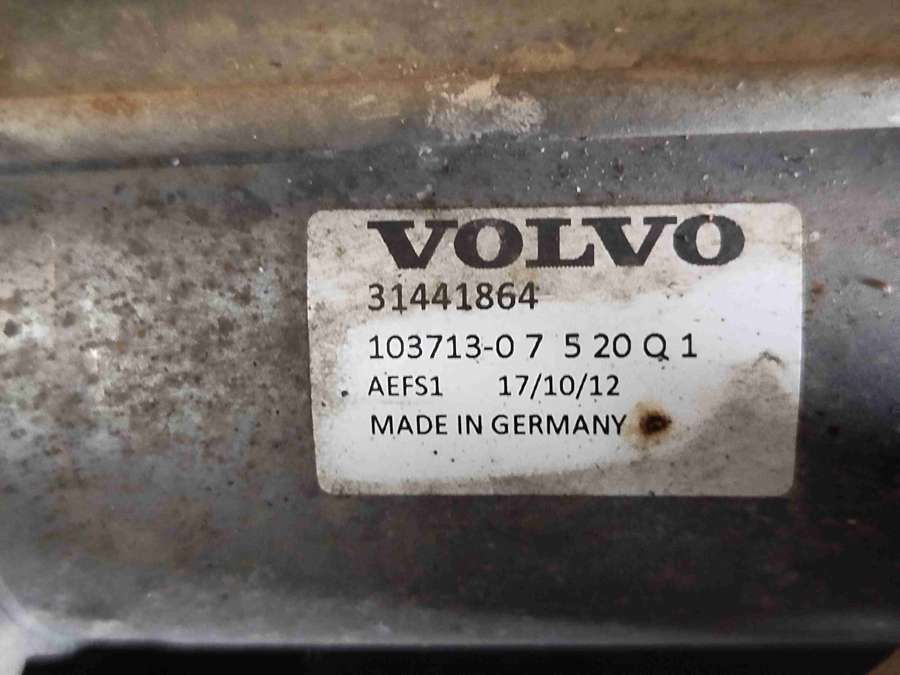 VOLVO
31441864
103713-0 7 5 20 Q 1
AEFS1 17/10/12
MADE IN GERMANY